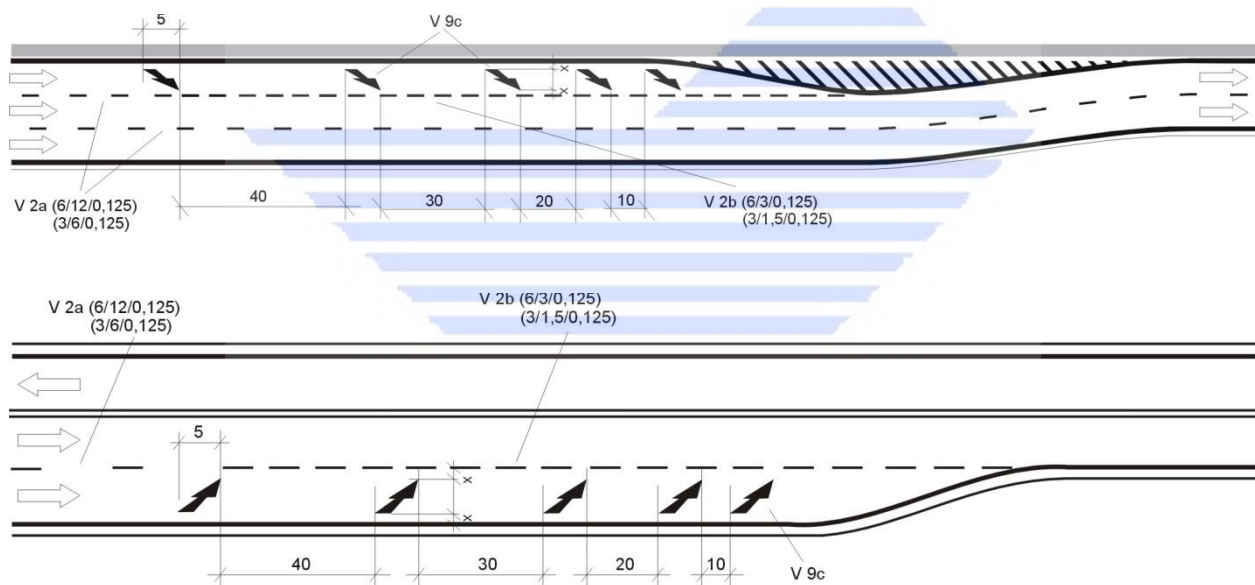 5
V 9c
x
x
V 2a (6/12/0,125)
(3/6/0,125)
40
30
20
10
V 2b (6/3/0,125)
(3/1,5/0,125)
V 2a (6/12/0,125)
(3/6/0,125)
V 2b (6/3/0,125)
(3/1,5/0,125)
5
x
x
40
30
20
10
V 9c